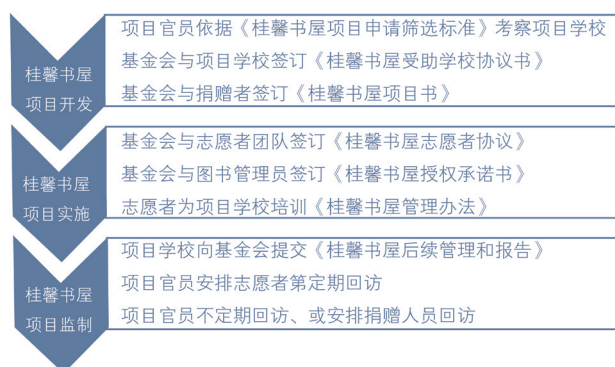 桂馨书屋
项目开发
项目官员依据《桂馨书屋项目申请筛选标准》考察项目学校
基金会与项目学校签订《桂馨书屋受助学校协议书》
基金会与捐赠者签订《桂馨书屋项目书》
桂馨书屋
项目实施
基金会与志愿者团队签订《桂馨书屋志愿者协议》
基金会与图书管理员签订《桂馨书屋授权承诺书》
志愿者为项目学校培训《桂馨书屋管理办法》
桂馨书屋
项目监制
项目学校向基金会提交《桂馨书屋后续管理和报告》
项目官员安排志愿者第定期回访
项目官员不定期回访、或安排捐赠人员回访